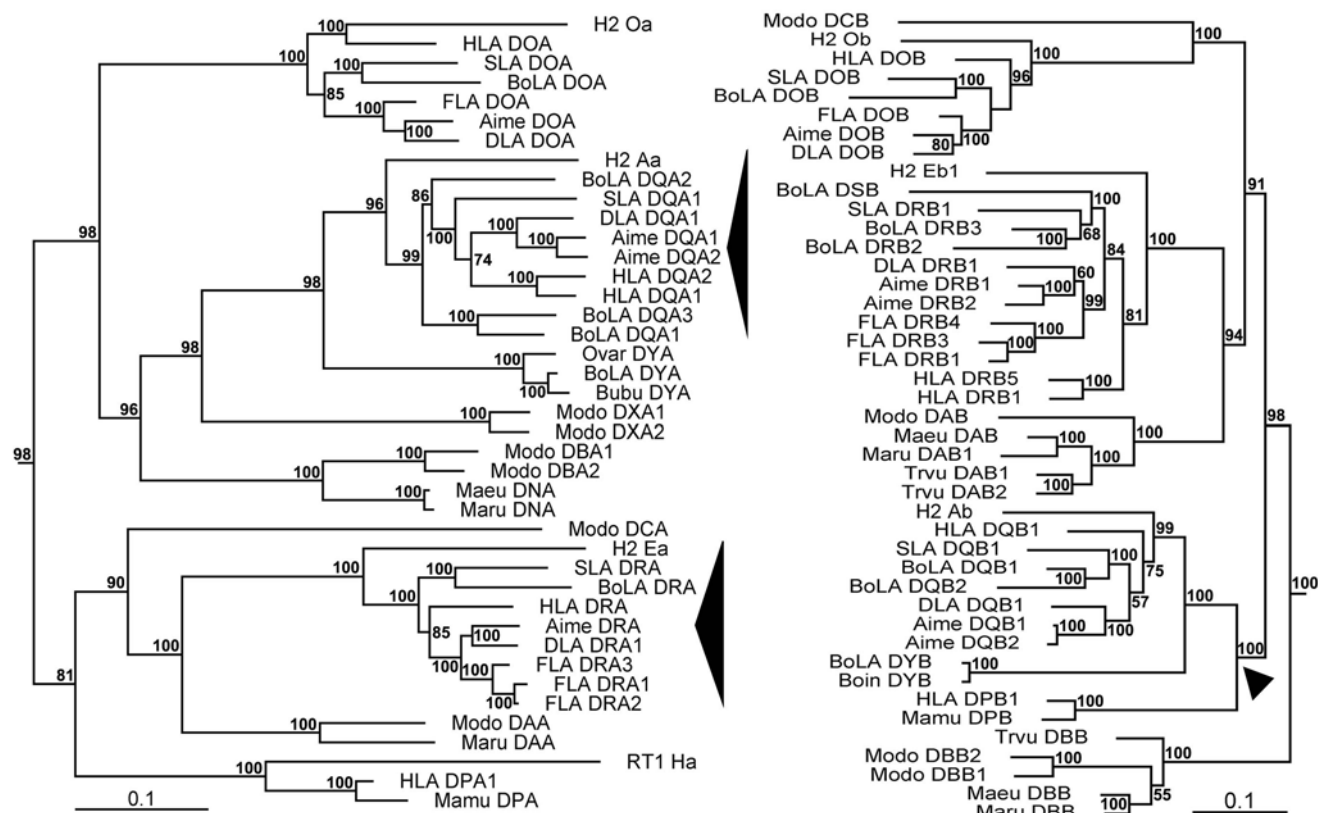 100 H2 Oa
100 HLA DOA
100 SLA DOA
BoLA DOA
85
100 FLA DOA
Aime DOA
100 DLA DOA
H2 Aa
BoLA DQA2
86 SLA DQA1
96
100 DLA DQA1
100 100 Aime DQA1
98
99 74 Aime DQA2
100 HLA DQA2
98 HLA DQA1
100 BoLA DQA3
BoLA DQA1
98 Ovar DYA
100 BoLA DYA
100 Bubu DYA
96 100 Modo DXA1
Modo DXA2
100 Modo DBA1
98
100 Modo DBA2
100 Maeu DNA
Maru DNA
Modo DCA
H2 Ea
100 SLA DRA
90 100 BoLA DRA
HLA DRA
85 Aime DRA
100 DLA DRA1
100
100 100 FLA DRA3
81 FLA DRA1
100 FLA DRA2
100 Modo DAA
Maru DAA
100 RT1 Ha
100 HLA DPA1
Mamu DPA
0.1
Modo DCB
100
H2 Ob
100
HLA DOB
SLA DOB 100 96
BoLA DOB
FLA DOB
Aime DOB 100
DLA DOB 80
H2 Eb1
91
BoLA DSB 100
SLA DRB1
BoLA DRB3 68
BoLA DRB2 100 84 100
DLA DRB1 60
Aime DRB1 100
Aime DRB2 99
FLA DRB4 81
FLA DRB3 100 94
FLA DRB1 100
HLA DRB5 100
HLA DRB1
Modo DAB 98
Maeu DAB 100 100
Maru DAB1
Trvu DAB1 100
Trvu DAB2 100
H2 Ab
HLA DQB1 99
SLA DQB1 100
BoLA DQB1 75
BoLA DQB2 100 100
DLA DQB1 57
Aime DQB1 100 100
Aime DQB2
100
BoLA DYB 100
Boin DYB
HLA DPB1 100
Mamu DPB
Trvu DBB
Modo DBB2 100 100
Modo DBB1
Maeu DBB 55
100
Maru DBB
0.1